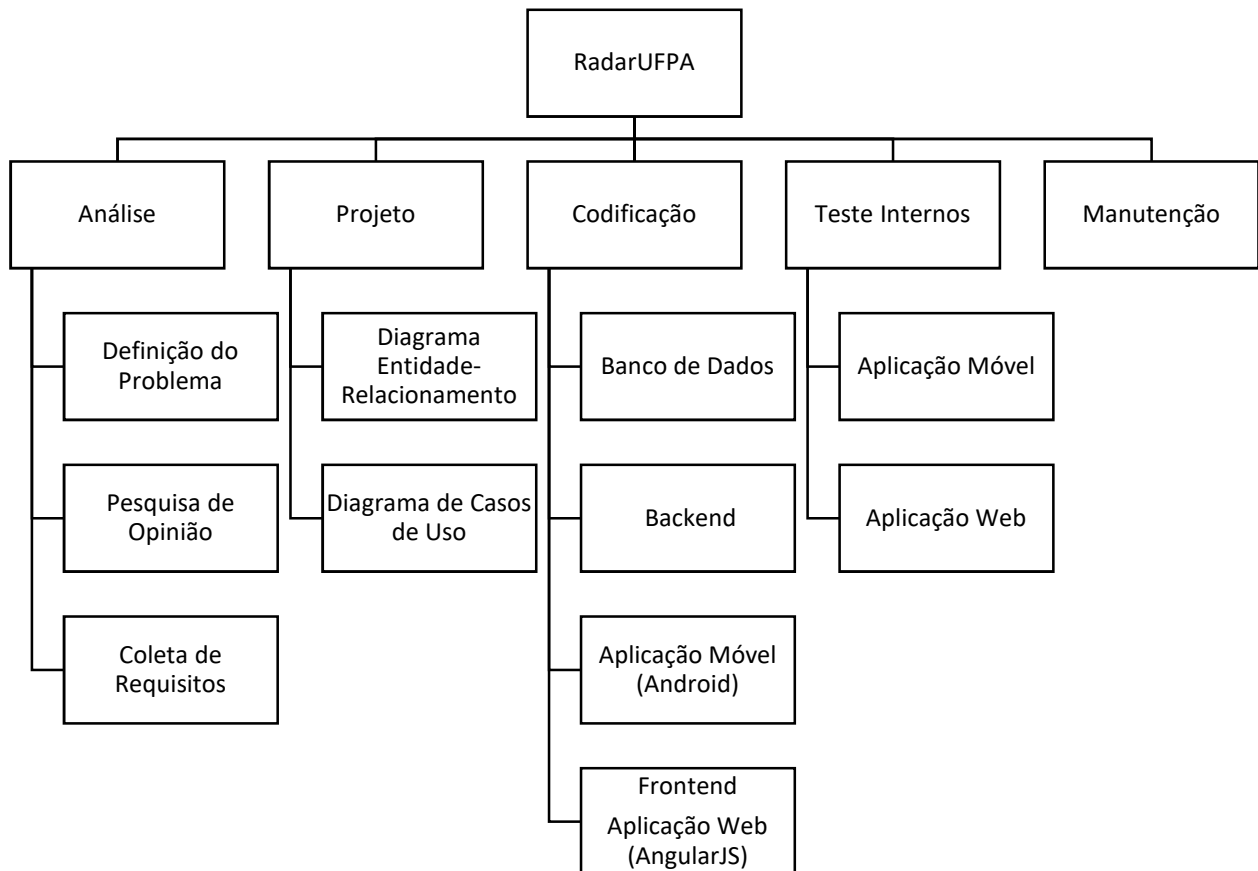 RadarUFPA
Análise
Projeto
Codificação
Teste Internos
Manutenção
Definição do
Problema
Diagrama
Entidade-
Relacionamento
Banco de Dados
Aplicação Móvel
Pesquisa de
Opinião
Diagrama de Casos
de Uso
Backend
Aplicação Web
Coleta de
Requisitos
Aplicação Móvel
(Android)
Frontend
Aplicação Web
(AngularJS)